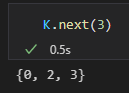 K.next(3)
0.5s
{0, 2, 3}